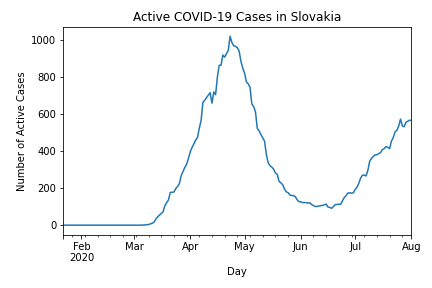 Active COVID-19 Cases in Slovakia
1000
800
600
400
200
0
Number of Active Cases
Feb Mar Apr May Jun Jul Aug
2020
Day